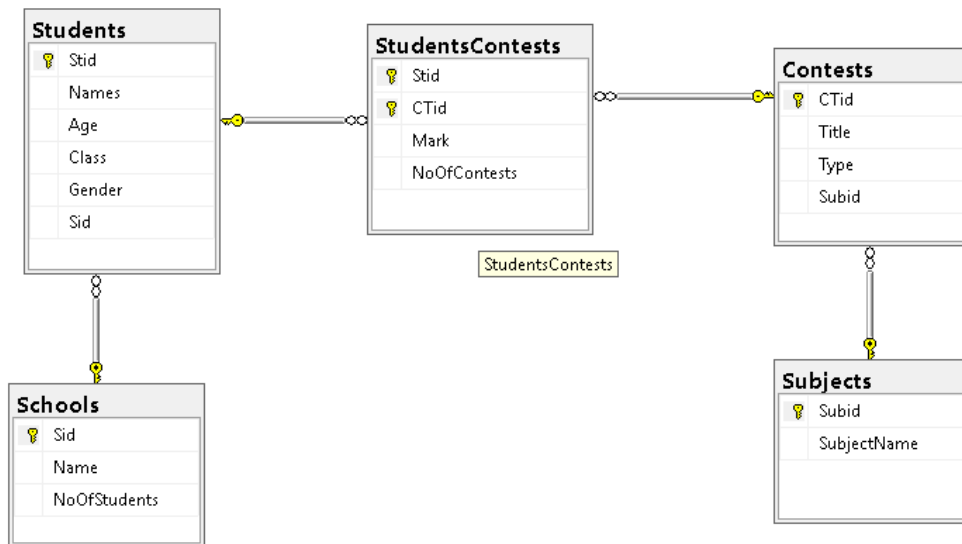 Students
Stid
Names
Age
Class
Gender
Sid
StudentsContests
Stid
CTid
Mark
NoOfContests
StudentsContests
Contests
CTid
Title
Type
Subid
Schools
Sid
Name
NoOfStudents
Subjects
Subid
SubjectName